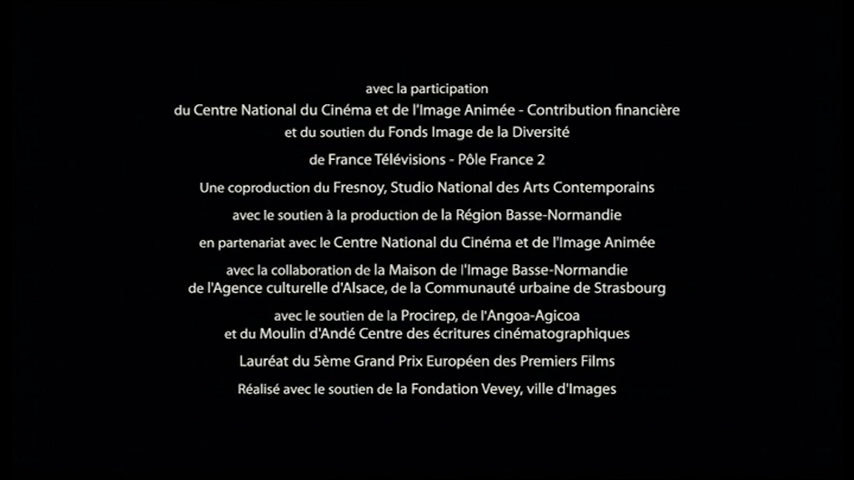 avec la participation
du Centre National du Cinéma et de l'Image Animée - Contribution financière
et du soutien du Fonds Image de la Diversité
de France Télévisions - Pôle France 2
Une coproduction du Fresnoy, Studio National des Arts Contemporains
avec le soutien à la production de la Région Basse-Normandie
en partenariat avec le Centre National du Cinéma et de l'Image Animée
avec la collaboration de la Maison de l'Image Basse-Normandie
de l'Agence culturelle d'Alsace, de la Communauté urbaine de Strasbourg
avec le soutien de la Procirep, de l'Angoa-Agicoa
et du Moulin d'Andé Centre des écritures cinématographiques
Lauréat du 5ème Grand Prix Européen des Premiers Films
Réalisé avec le soutien de la Fondation Vevey, ville d'Images